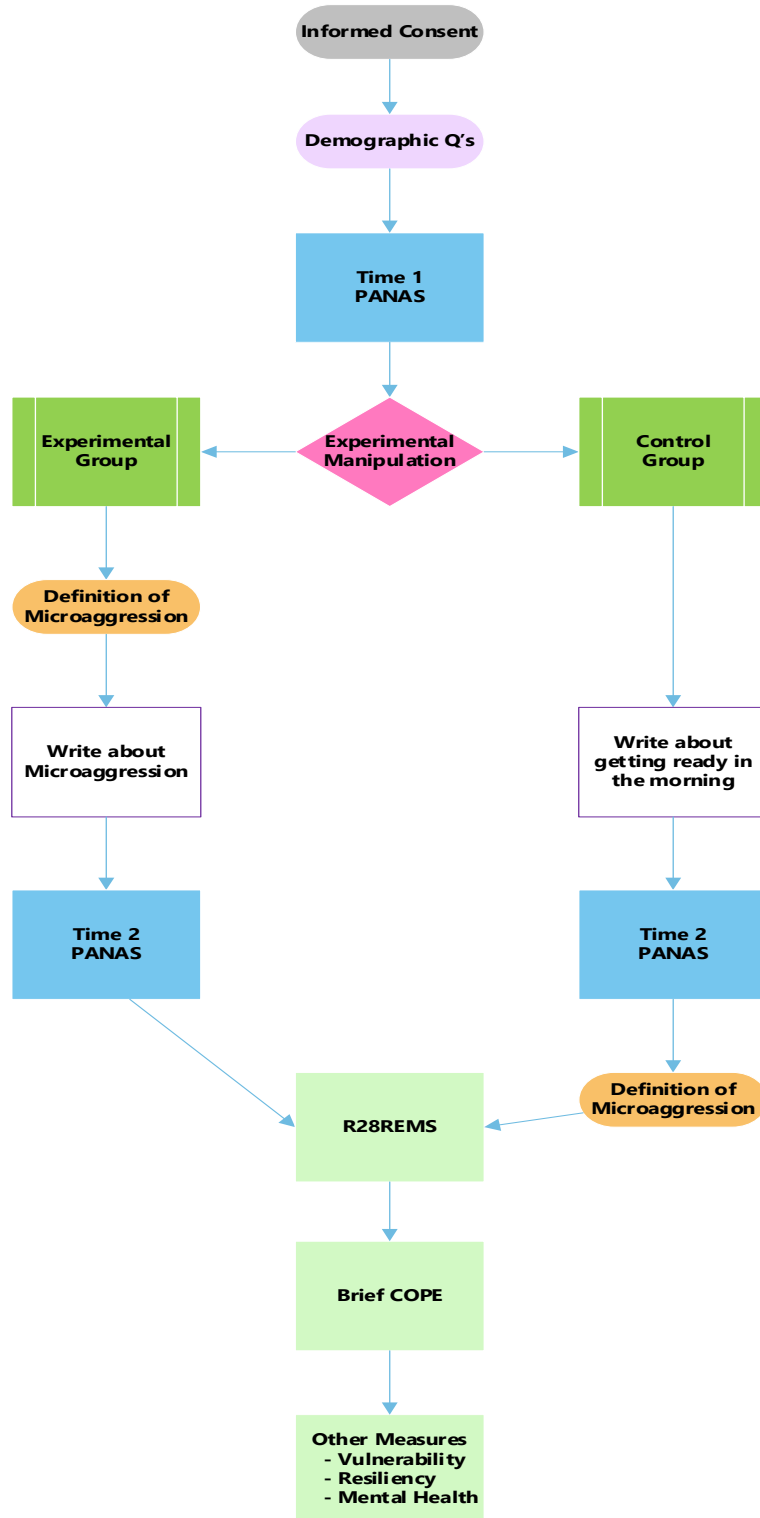 Informed Consent
Demographic Q's
Time 1
PANAS
Experimental
Group
Experimental
Manipulation
Control
Group
Definition of
Microaggression
Write about
Microaggression
Write about
getting ready in
the morning
Time 2
PANAS
Time 2
PANAS
R28REMS
Definition of
Microaggression
Brief COPE
Other Measures
- Vulnerability
- Resiliency
- Mental Health